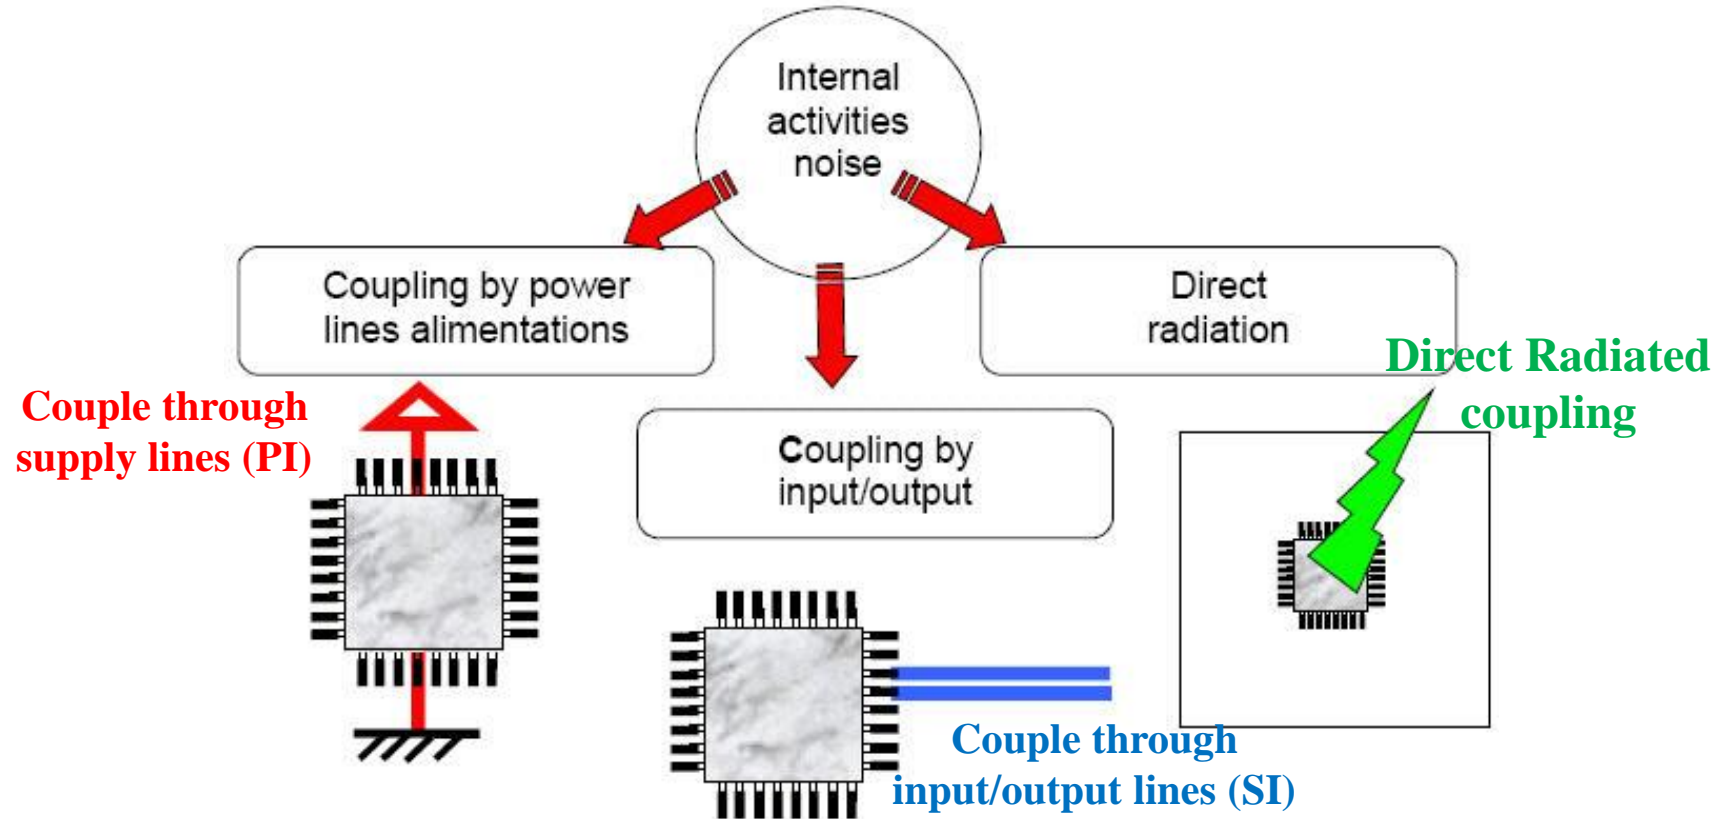 Internal
activities
noise
Coupling by power
lines alimentations
Direct
radiation
Direct Radiated
coupling
Couple through
supply lines (PI)
Coupling by
input/output
Couple through
input/output lines (SI)